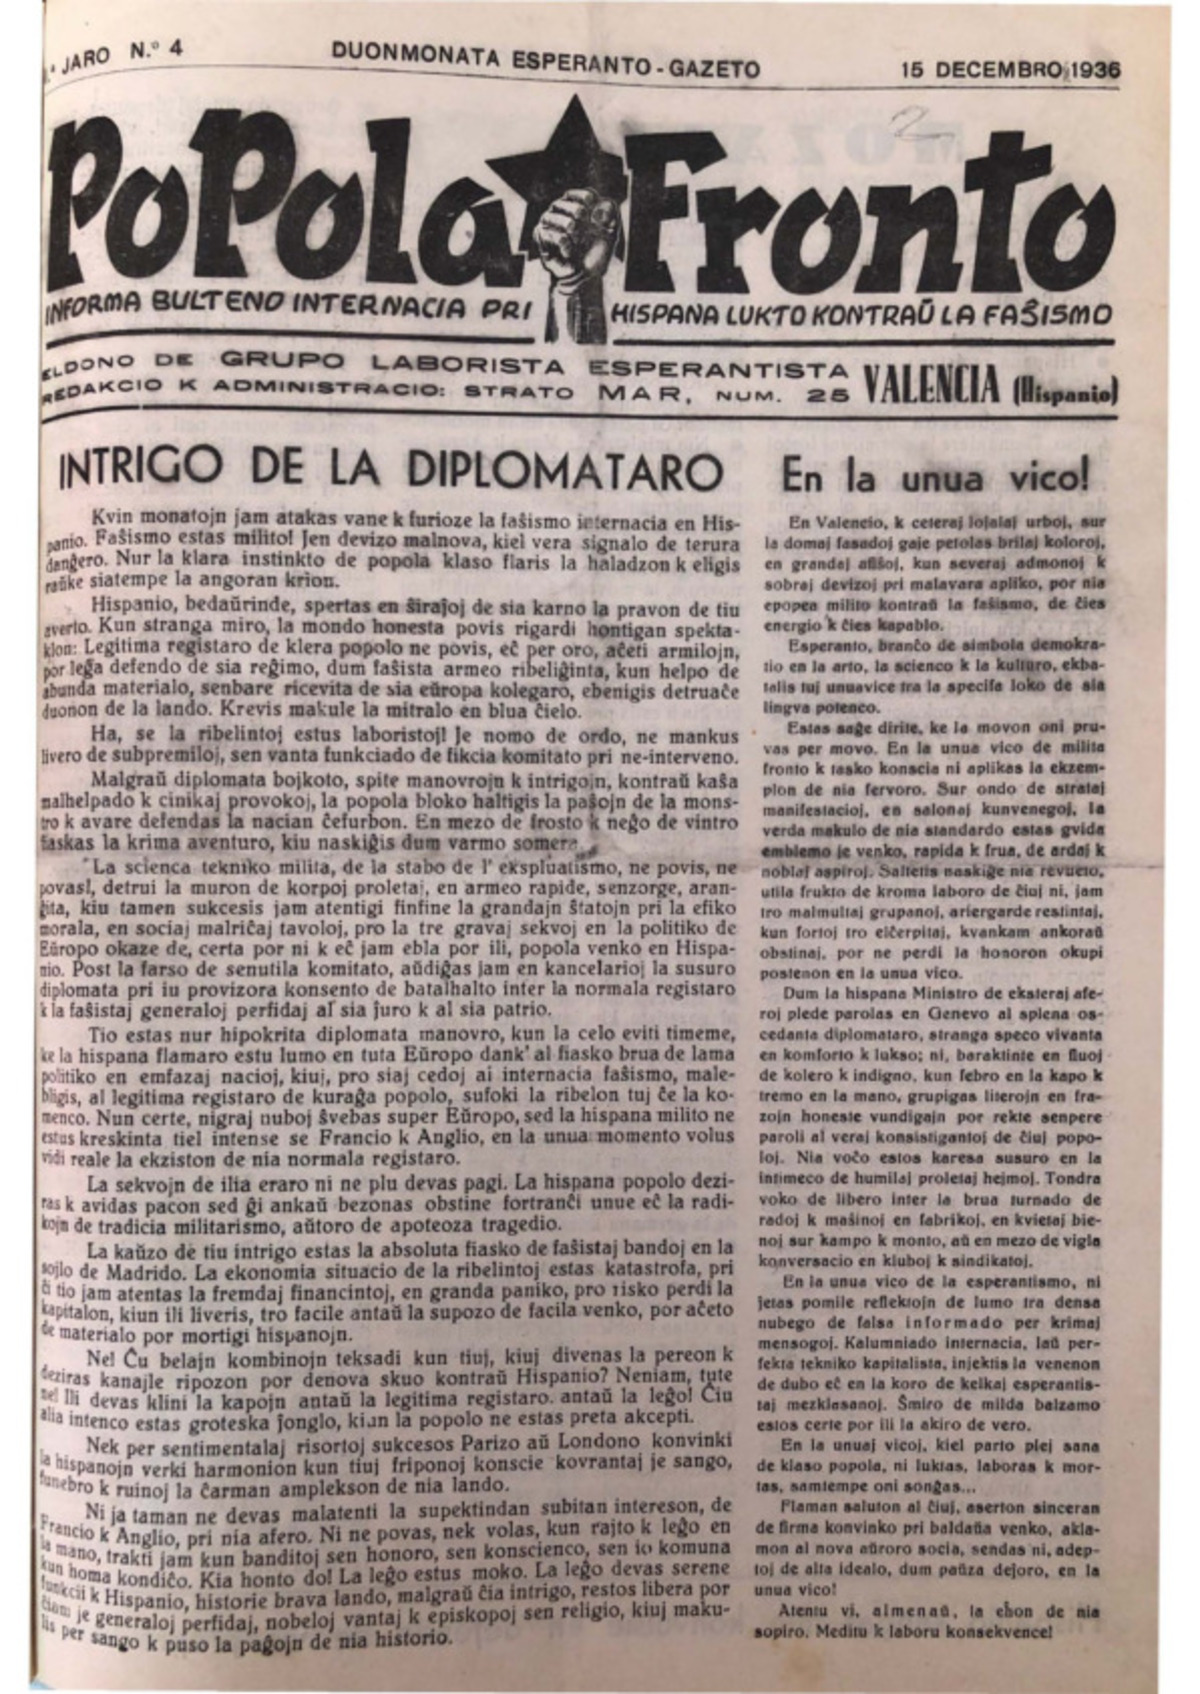 JARO N.º 4
DUONMONATA ESPERANTO-GAZETO
15 DECEMBRO 1936
PoPola Fronto
INFORMA BULTENO INTERNACIA PRI HISPANA LUKTO KONTRAŬ LA FAŜISMO
ELDONO DE GRUPO LABORISTA ESPERANTISTA
REDAKCIO K ADMINISTRACIO: STRATO MAR, NUM. 25
VALENCIA (Hispanio)
INTRIGO DE LA DIPLOMATARO
Kvin monatojn jam atakas vane k furioze la faŝismo internacia en His-
panio. Faŝismo estas milito! Jen devizo malnova, kiel vera signalo de terura
danĝero. Nur la klara instinkto de popola klaso flaris la haladzon k eligis
raŭke siatempe la angoran krion.
Hispanio, bedaŭrinde, spertas en ŝiraĵoj de sia karno la pravon de tiu
averto. Kun stranga miro, la mondo honesta povis rigardi hontigan spekta-
klon: Legitima registaro de klera popolo ne povis, eĉ per oro, aĉeti armilojn,
por leĝa defendo de sia reĝimo, dum faŝista armeo ribeliĝinta, kun helpo de
abunda materialo, senbare ricevita de sia eŭropa kolegaro, ebenigis detruaĉe
duonon de la lando. Krevis makule la mitralo en blua ĉielo.
Ha, se la ribelintoj estus laboristoj! Je nomo de ordo, ne mankus
livero de subpremiloj, sen vanta funkciado de fikcia komitato pri ne-interveno.
Malgraŭ diplomata bojkoto, spite manovrojn k intrigojn, kontraŭ kaŝa
malhelpado k cinikaj provokoj, la popola bloko haltigis la paŝojn de la mons-
tro k avare defendas la nacian ĉefurbon. En mezo de frosto k neĝo de vintro
faskas la krima aventuro, kiu naskiĝis dum varmo somera.
La scienca tekniko milita, de la stabo de l' ekspluatismo, ne povis, ne
povas!, detrui la muron de korpoj proletaj, en armeo rapide, senzorge, aran-
ĝita, kiu tamen sukcesis jam atentigi finfine la grandajn ŝtatojn pri la efiko
morala, en sociaj malriĉaj tavoloj, pro la tre gravaj sekvoj en la politiko de
Eŭropo okaze de, certa por ni k eĉ jam ebla por ili, popola venko en Hispa-
nio. Post la farso de senutila komitato, aŭdiĝas jam en kancelarioj la susuro
diplomata pri iu provizora konsento de batalhalto inter la normala registaro
k la faŝistaj generaloj perfidaj al sia ĵuro k al sia patrio.
Tio estas nur hipokrita diplomata manovro, kun la celo eviti timeme,
ke la hispana flamaro estu lumo en tuta Eŭropo dank' al fiasko brua de lama
politiko en emfazaj nacioj, kiuj, pro siaj cedoj al internacia faŝismo, male-
bligis, al legitima registaro de kuraĝa popolo, sufoki la ribelon tuj ĉe la ko-
menco. Nun certe, nigraj nuboj ŝvebas super Eŭropo, sed la hispana milito ne
estus kreskinta tiel intense se Francio k Anglio, en la unua momento volus
vidi reale la ekziston de nia normala registaro.
La sekvojn de ilia eraro ni ne plu devas pagi. La hispana popolo dezi-
ras k avidas pacon sed ĝi ankaŭ bezonas obstine fortranĉi unue eĉ la radi-
kojn de tradicia militarismo, aŭtoro de apoteoza tragedio.
La kaŭzo de tiu intrigo estas la absoluta fiasko de faŝistaj bandoj en la
sojlo de Madrido. La ekonomia situacio de la ribelintoj estas katastrofa, pri
ĉi tio jam atentas la fremdaj financintoj, en granda paniko, pro risko perdi la
kapitalon, kiun ili liveris, tro facile antaŭ la supozo de facila venko, por aĉeto
de materialo por mortigi hispanojn.
Ne! Ĉu belajn kombinojn teksadi kun tiuj, kiuj divenas la pereon k
deziras kanajle ripozon por denova skuo kontraŭ Hispanio? Neniam, tute
ne! Ili devas klini la kapojn antaŭ la legitima registaro. antaŭ la leĝo! Ĉiu
alia intenco estas groteska ĵonglo, kiun la popolo ne estas preta akcepti.
Nek per sentimentalaj risortoj sukcesos Parizo aŭ Londono konvinki
la hispanojn verki harmonion kun tiuj friponoj konscie kovrantaj je sango,
funebro k ruinoj la ĉarman amplekson de nia lando.
Ni ja taman ne devas malatenti la supektindan subitan intereson, de
Francio k Anglio, pri nia afero. Ni ne povas, nek volas, kun rajto k leĝo en
la mano, trakti jam kun banditoj sen honoro, sen konscienco, sen io komuna
kun homa kondiĉo. Kia honto do! La leĝo estus moko. La leĝo devas serene
funkcii k Hispanio, historie brava lando, malgraŭ ĉia intrigo, restos libera por
ĉiam je generaloj perfidaj, nobeloj vantaj k episkopoj sen religio, kiuj maku-
lis per sango k puso la paĝojn de nia historio.
En la unua vico!
En Valencio, k ceteraj lojalaj urboj, sur
la domaj fasadoj gaje petolas brilaj koloroj,
en grandaj afiŝoj, kun severaj admonoj k
sobraj devizoj pri malavara apliko, por nia
epopea milito kontraŭ la faŝismo, de ĉies
energio k ĉies kapablo.
Esperanto, branĉo de simbola demokra-
tio en la arto, la scienco k la kulturo, ekba-
talis tuj unuavice tra la specifa loko de sia
lingva potenco.
Estas saĝe dirite, ke la movon oni pru-
vas per movo. En la unua vico de milita
fronto k tasko konscia ni aplikas la ekzem-
plon de nia fervoro. Sur ondo de strataj
manifestacioj, en salonaj kunvenegoj, la
verda makulo de nia standardo estas gvida
emblemo je venko, rapida k frua, de ardaj k
noblaj aspiroj. Saltetis naskiĝe nia revueto,
utila frukto de kroma laboro de ĉiuj ni, jam
tro malmultaj grupanoj, ariergarde restintaj,
kun fortoj tro elĉerpitaj, kvankam ankoraŭ
obstinaj, por ne perdi la honoron okupi
postenon en la unua vico.
Dum la hispana Ministro de eksteraj afe-
roj plede parolas en Genevo al splena os-
cedanta diplomataro, stranga speco vivanta
en komforto k lukso; ni, baraktinte en fluoj
de kolero k indigno, kun febro en la kapo k
tremo en la mano, grupigas literojn en fra-
zojn honeste vundigajn por rekte senpere
paroli al veraj konsistigantoj de ĉiuj popo-
loj. Nia voĉo estos karesa susuro en la
intimeco de humilaj proletaj hejmoj. Tondra
voko de libero inter la brua turnado de
radoj k maŝinoj en fabrikoj, en kvietaj bie-
noj sur kampo k monto, aŭ en mezo de vigla
konversacio en kluboj k sindikatoj.
En la unua vico de la esperantismo, ni
ĵetas pomile reflektojn de lumo tra densa
nubego de falsa informado per krimaj
mensogoj. Kalumniado internacia, laŭ per-
fekta tekniko kapitalista, injektis la venenon
de dubo eĉ en la koro de kelkaj esperantis-
taj mezklasanoj. Ŝmiro de milda balzamo
estos certe por ili la akiro de vero.
En la unuaj vicoj, kiel parto plej sana
de klaso popola, ni luktas, laboras k mor-
tas, samtempe oni sonĝas...
Flaman saluton al ĉiuj, aserton sinceran
de firma konvinko pri baldaŭa venko, akla-
mon al nova aŭroro socia, sendas ni, adep-
toj de alta idealo, dum paŭza dejoro, en la
unua vico!
Atentu vi, almenaŭ, la eĥon de nia
sopiro. Meditu k laboru konsekvence!